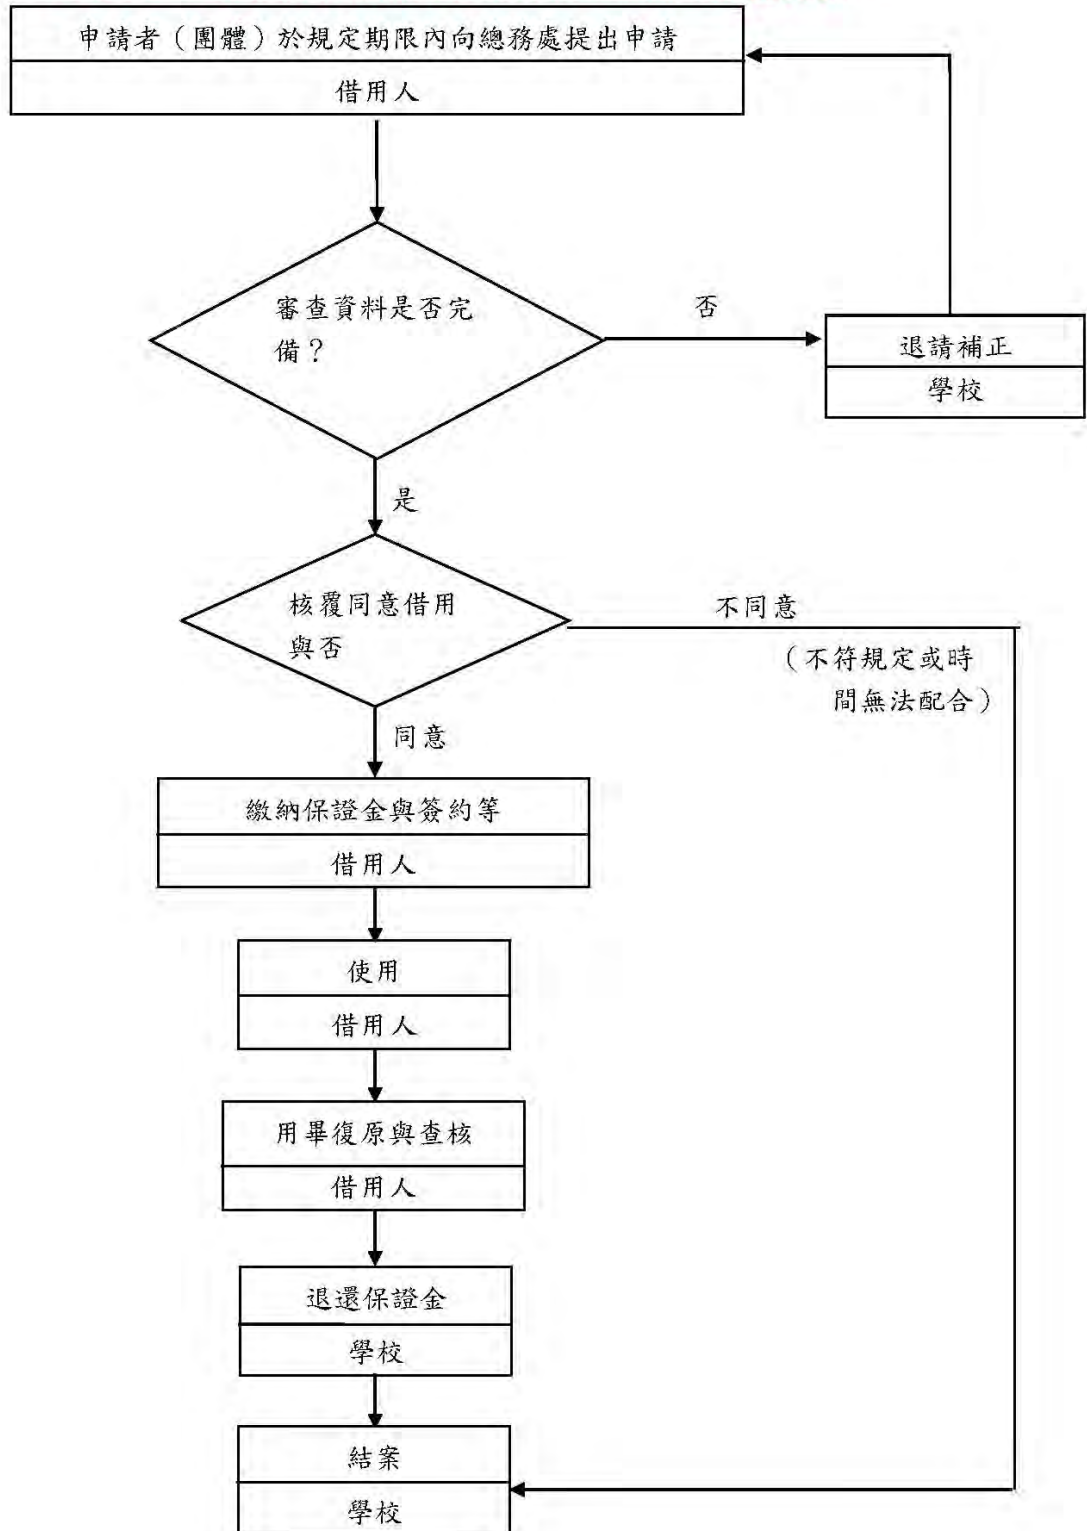 申請者（團體）於規定期限內向總務處提出申請
借用人
審查資料是否完
備？
否
退請補正
學校
是
核覆同意借用
與否
不同意
（不符規定或時
間無法配合）
同意
繳納保證金與簽約等
借用人
使用
借用人
用畢復原與查核
借用人
退還保證金
學校
結案
學校